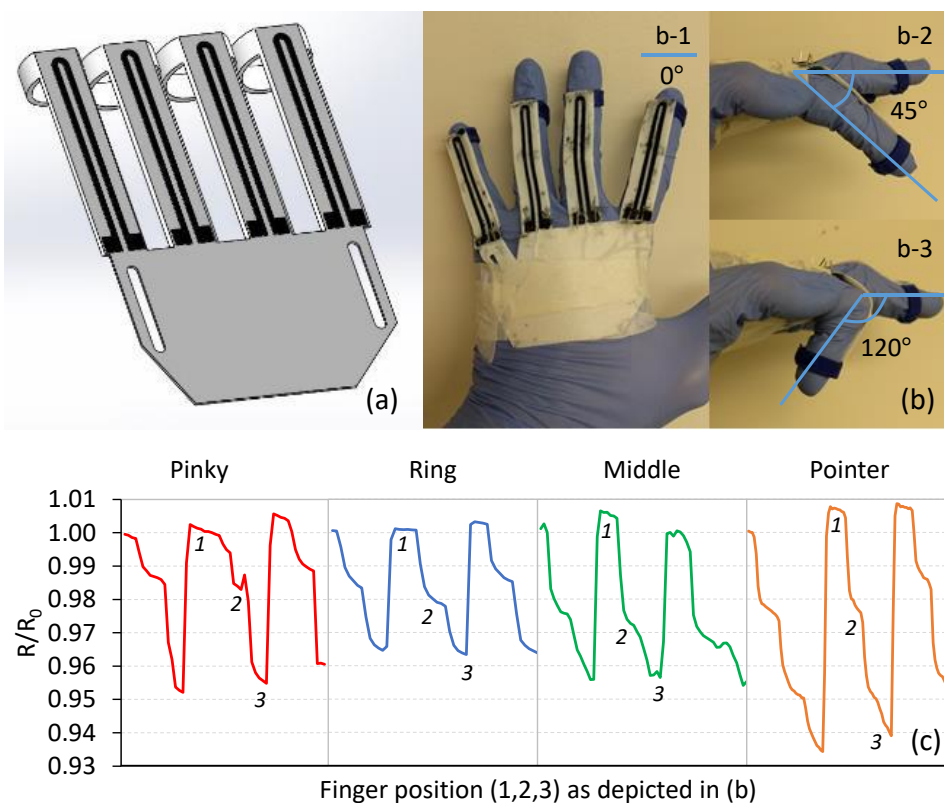 (a)
b-1
0°
b-2
45°
b-3
120°
(b)
Pinky
Ring
Middle
Pointer
R/R0
1.01
1.00
0.99
0.98
0.97
0.96
0.95
0.94
0.93
1
2
3
1
2
3
1
2
3
1
2
3
(c)
Finger position (1,2,3) as depicted in (b)